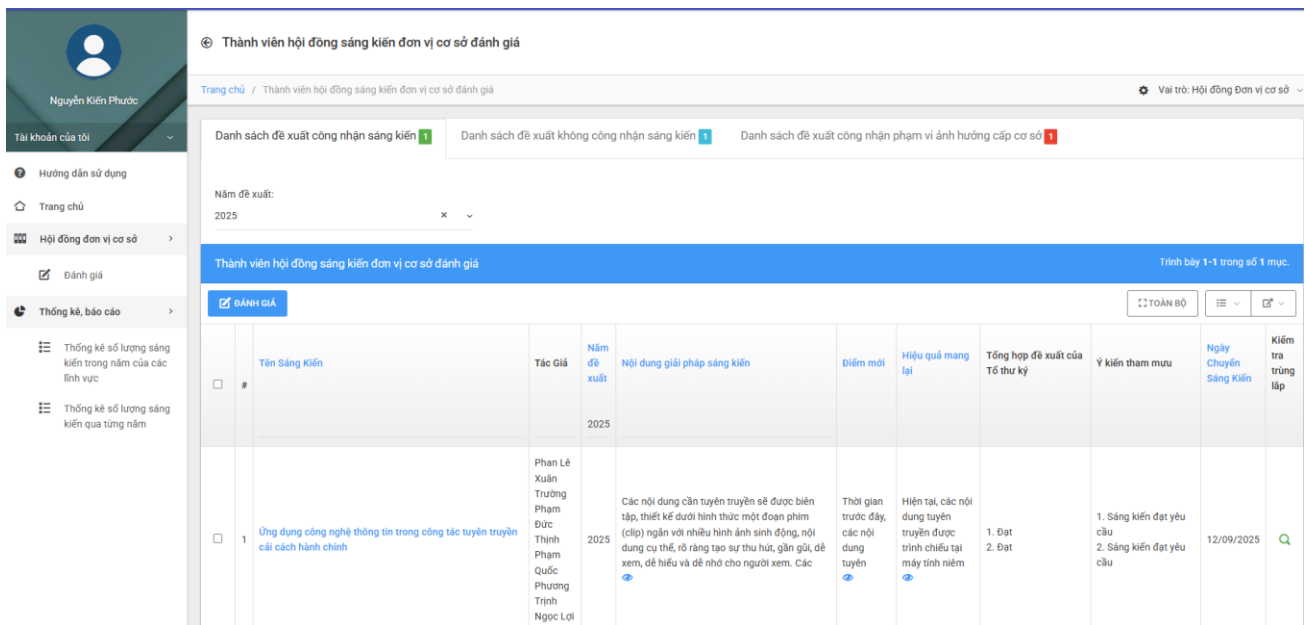 Thành viên hội đồng sáng kiến đơn vị cơ sở đánh giá
Nguyễn Kiến Phước
Trang chủ / Thành viên hội đồng sáng kiến đơn vị cơ sở đánh giá
Vai trò: Hội đồng Đơn vị cơ sở
Tài khoản của tôi
Danh sách đề xuất công nhận sáng kiến 1
Danh sách đề xuất không công nhận sáng kiến 1
Danh sách đề xuất công nhận phạm vi ảnh hưởng cấp cơ sở 1
Hướng dẫn sử dụng
Trang chủ
Hội đồng đơn vị cơ sở
Đánh giá
Thống kê, báo cáo
Thống kê số lượng sáng
kiến trong năm của các
lĩnh vực
Thống kê số lượng sáng
kiến qua từng năm
Năm đề xuất:
2025
Thành viên hội đồng sáng kiến đơn vị cơ sở đánh giá
Trình bày 1-1 trong số 1 mục.
ĐÁNH GIÁ
TOÀN BỘ
#
Tên Sáng Kiến
Tác Giả
Năm
đề
xuất
Nội dung giải pháp sáng kiến
Điểm mới
Hiệu quả mang
lại
Tổng hợp đề xuất của
Tổ thư ký
Ý kiến tham mưu
Ngày
Chuyển
Sáng Kiến
Kiểm
tra
trùng
lắp
2025
1
Ứng dụng công nghệ thông tin trong công tác tuyên truyền
cải cách hành chính
Phan Lê
Xuân
Trường
Phạm
Đức
Thịnh
Phạm
Quốc
Phương
Trịnh
Ngọc Lợi
2025
Các nội dung cần tuyên truyền sẽ được biên
tập, thiết kế dưới hình thức một đoạn phim
(clip) ngắn với nhiều hình ảnh sinh động, nội
dung cụ thể, rõ ràng tạo sự thu hút, gần gũi, dễ
xem, dễ hiểu và dễ nhớ cho người xem. Các
Thời gian
trước đây,
các nội
dung
tuyên
Hiện tại, các nội
dung tuyên
truyền được
trình chiếu tại
máy tính niêm
1. Đạt
2. Đạt
1. Sáng kiến đạt yêu
cầu
2. Sáng kiến đạt yêu
cầu
12/09/2025